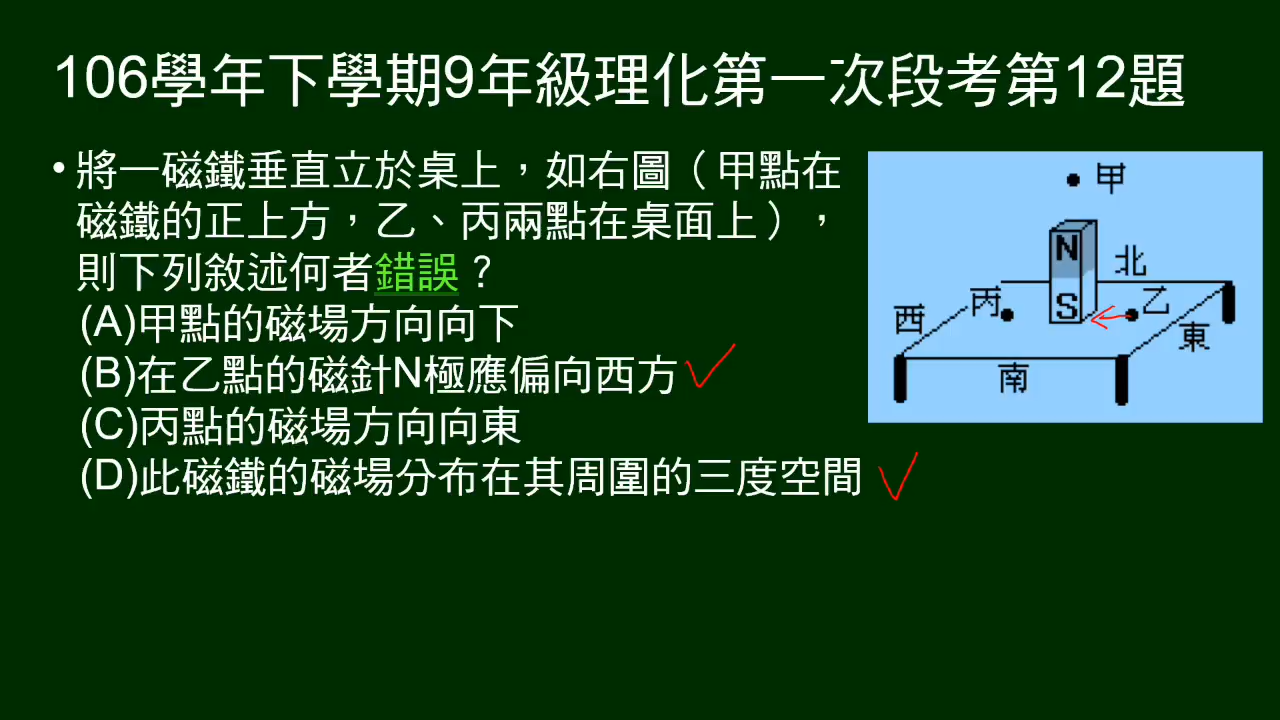 106學年下學期9年級理化第一次段考第12題
• 將一磁鐵垂直立於桌上，如右圖（甲點在
磁鐵的正上方，乙、丙兩點在桌面上），
則下列敘述何者錯誤？
(A)甲點的磁場方向向下
(B)在乙點的磁針N極應偏向西方
(C)丙點的磁場方向向東
(D)此磁鐵的磁場分布在其周圍的三度空間
甲
N
北
S
丙
乙
西
東
南